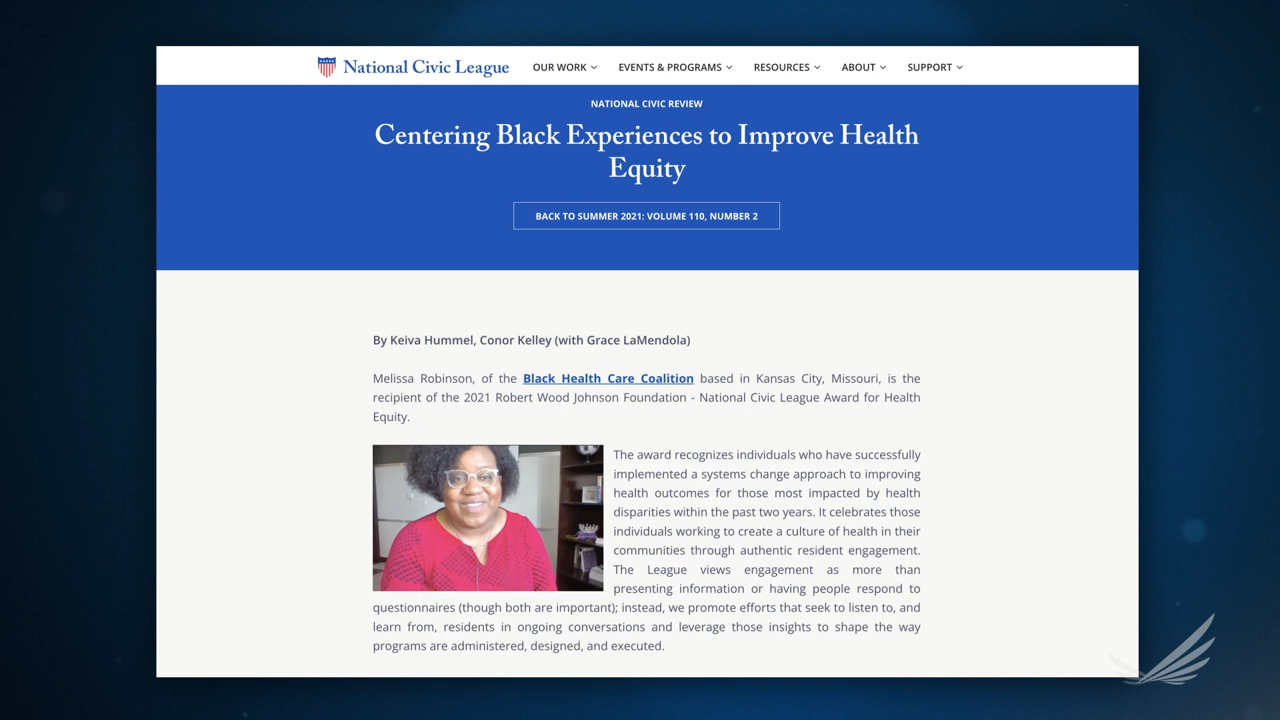 National Civic League
OUR WORK
EVENTS & PROGRAMS
RESOURCES
ABOUT
SUPPORT
NATIONAL CIVIC REVIEW
Centering Black Experiences to Improve Health
Equity
BACK TO SUMMER 2021: VOLUME 110, NUMBER 2
By Keiva Hummel, Conor Kelley (with Grace LaMendola)
Melissa Robinson, of the Black Health Care Coalition based in Kansas City, Missouri, is the
recipient of the 2021 Robert Wood Johnson Foundation - National Civic League Award for Health
Equity.
The award recognizes individuals who have successfully
implemented a systems change approach to improving
health outcomes for those most impacted by health
disparities within the past two years. It celebrates those
individuals working to create a culture of health in their
communities through authentic resident engagement.
The League views engagement as more than
presenting information or having people respond to
questionnaires (though both are important); instead, we promote efforts that seek to listen to, and
learn from, residents in ongoing conversations and leverage those insights to shape the way
programs are administered, designed, and executed.